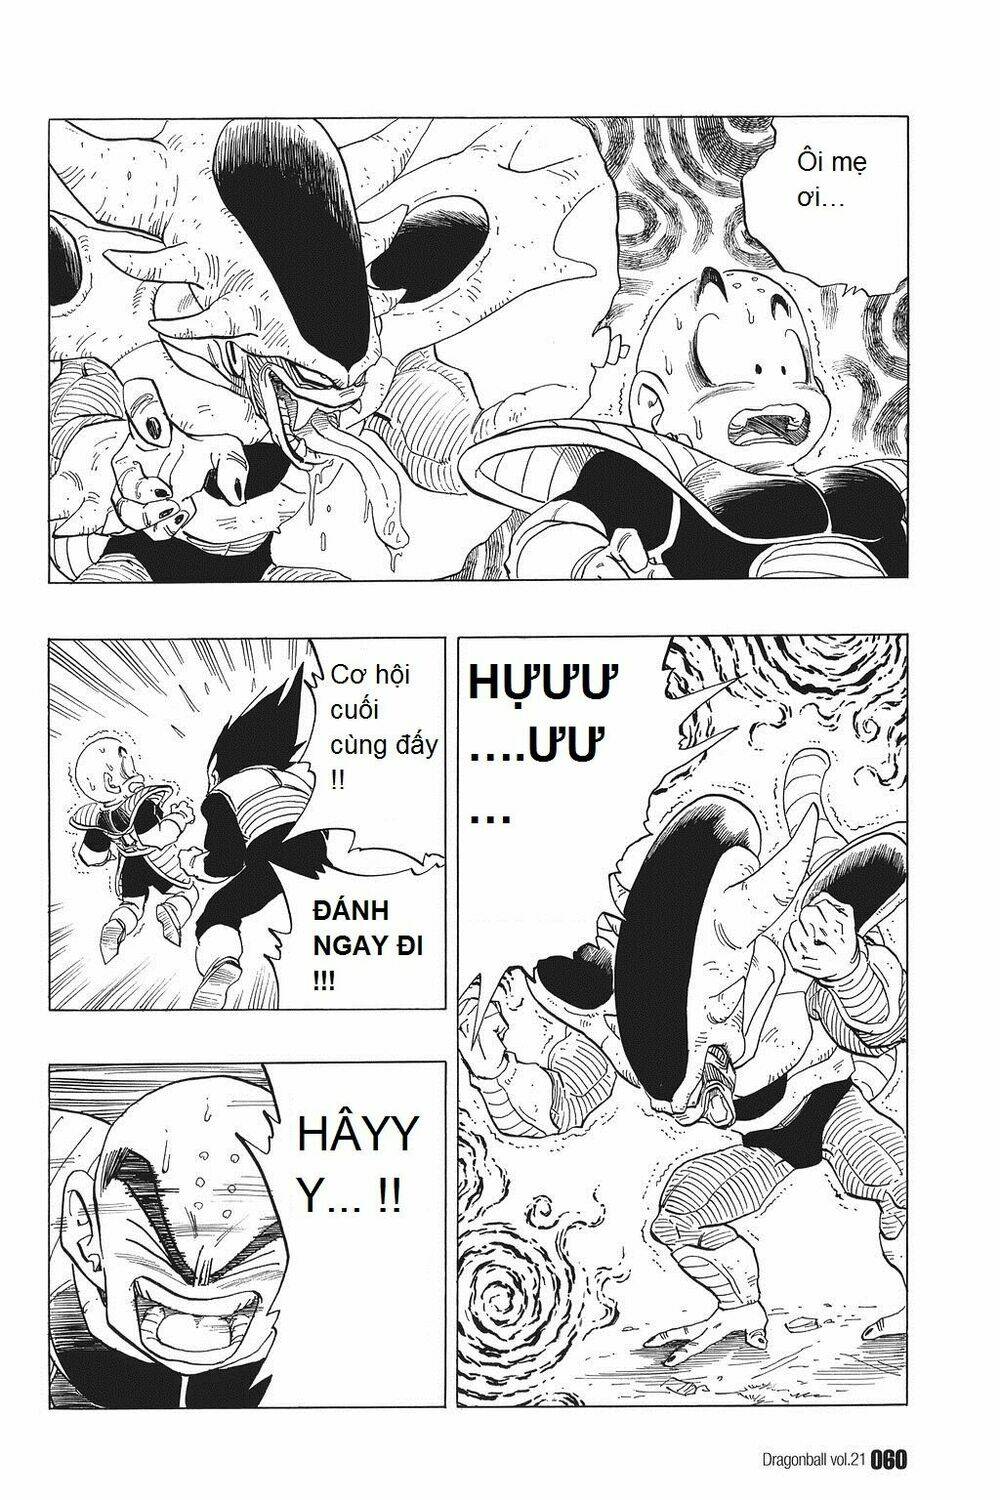 Ôi mẹ
ơi...
HỰƯƯ
....ƯƯ
...
Cơ hội
cuối
cùng đấy
!!
ĐÁNH
NGAY ĐI
!!!
HÂYY
Y... !!
Dragonball vol.21 060